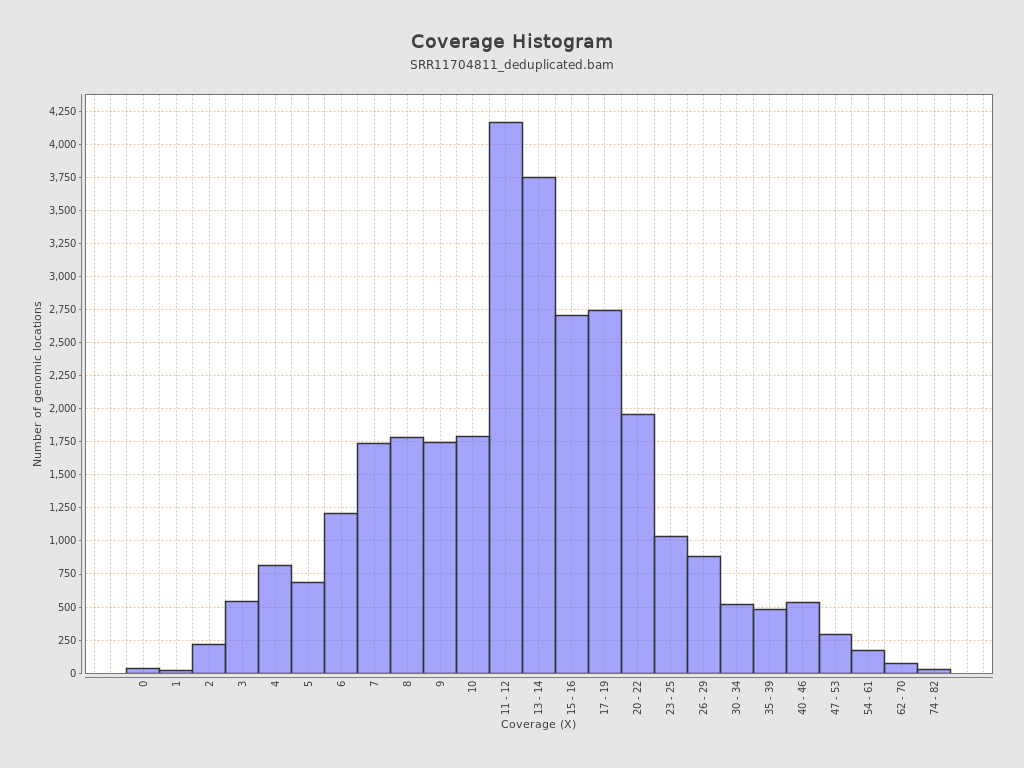 Coverage Histogram
SRR11704811_deduplicated.bam
4,250
4,000
3,750
3,500
3,250
3,000
2,750
2,500
2,250
2,000
1,750
1,500
1,250
1,000
750
500
250
0
Number of genomic locations
0
1
2
3
4
5
6
7
8
9
10
11 - 12
13 - 14
15 - 16
17 - 19
20 - 22
23 - 25
26 - 29
30 - 34
35 - 39
40 - 46
47 - 53
54 - 61
62 - 70
74 - 82
Coverage (X)